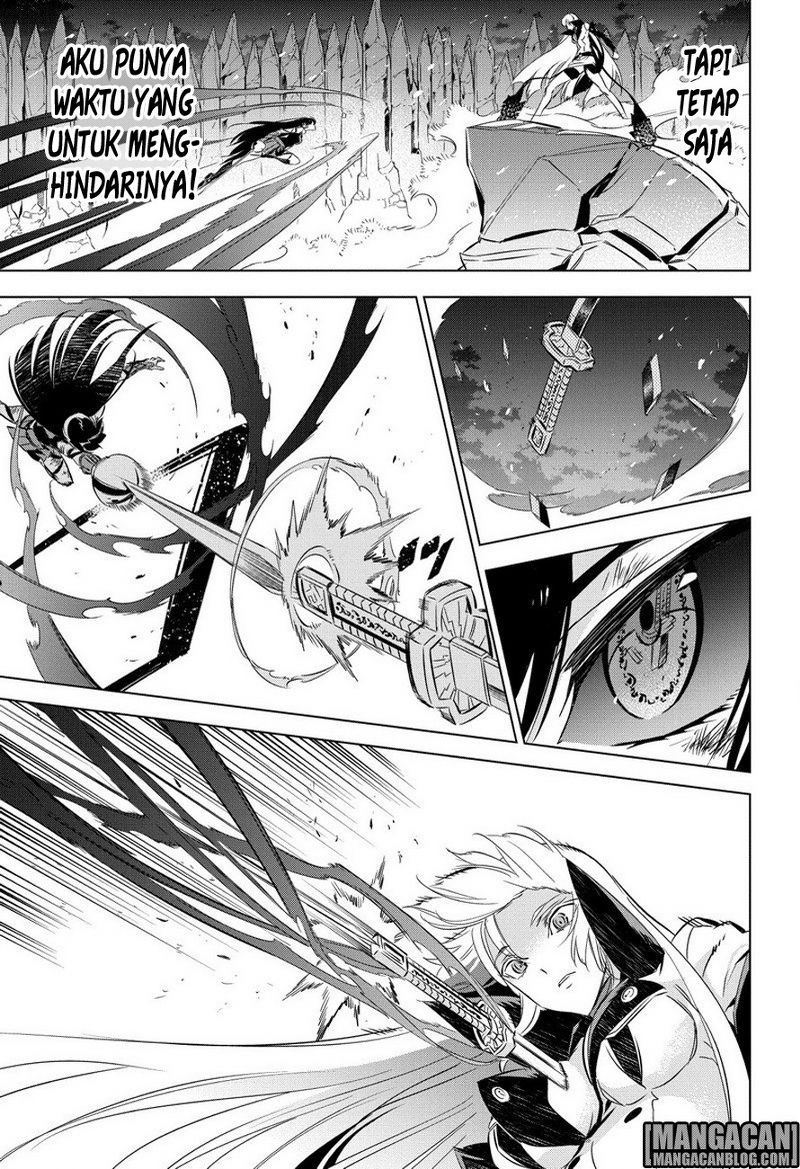 TAPI
TETAP
SAJA
AKU PUNYA
WAKTU YANG
UNTUK MENG-
HINDARINYA!
[MANGACAN]
MANGACANBLOG.COM